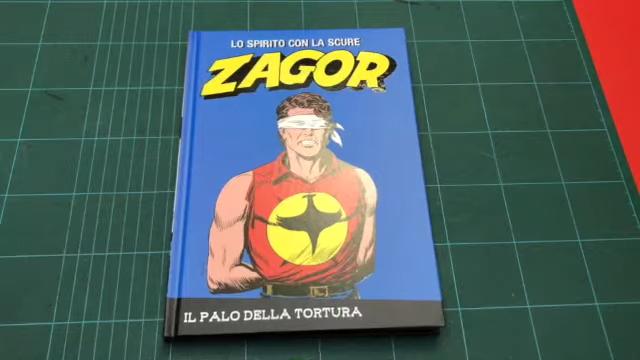 LO SPIRITO CON LA SCURE
ZAGOR
IL PALO DELLA TORTURA